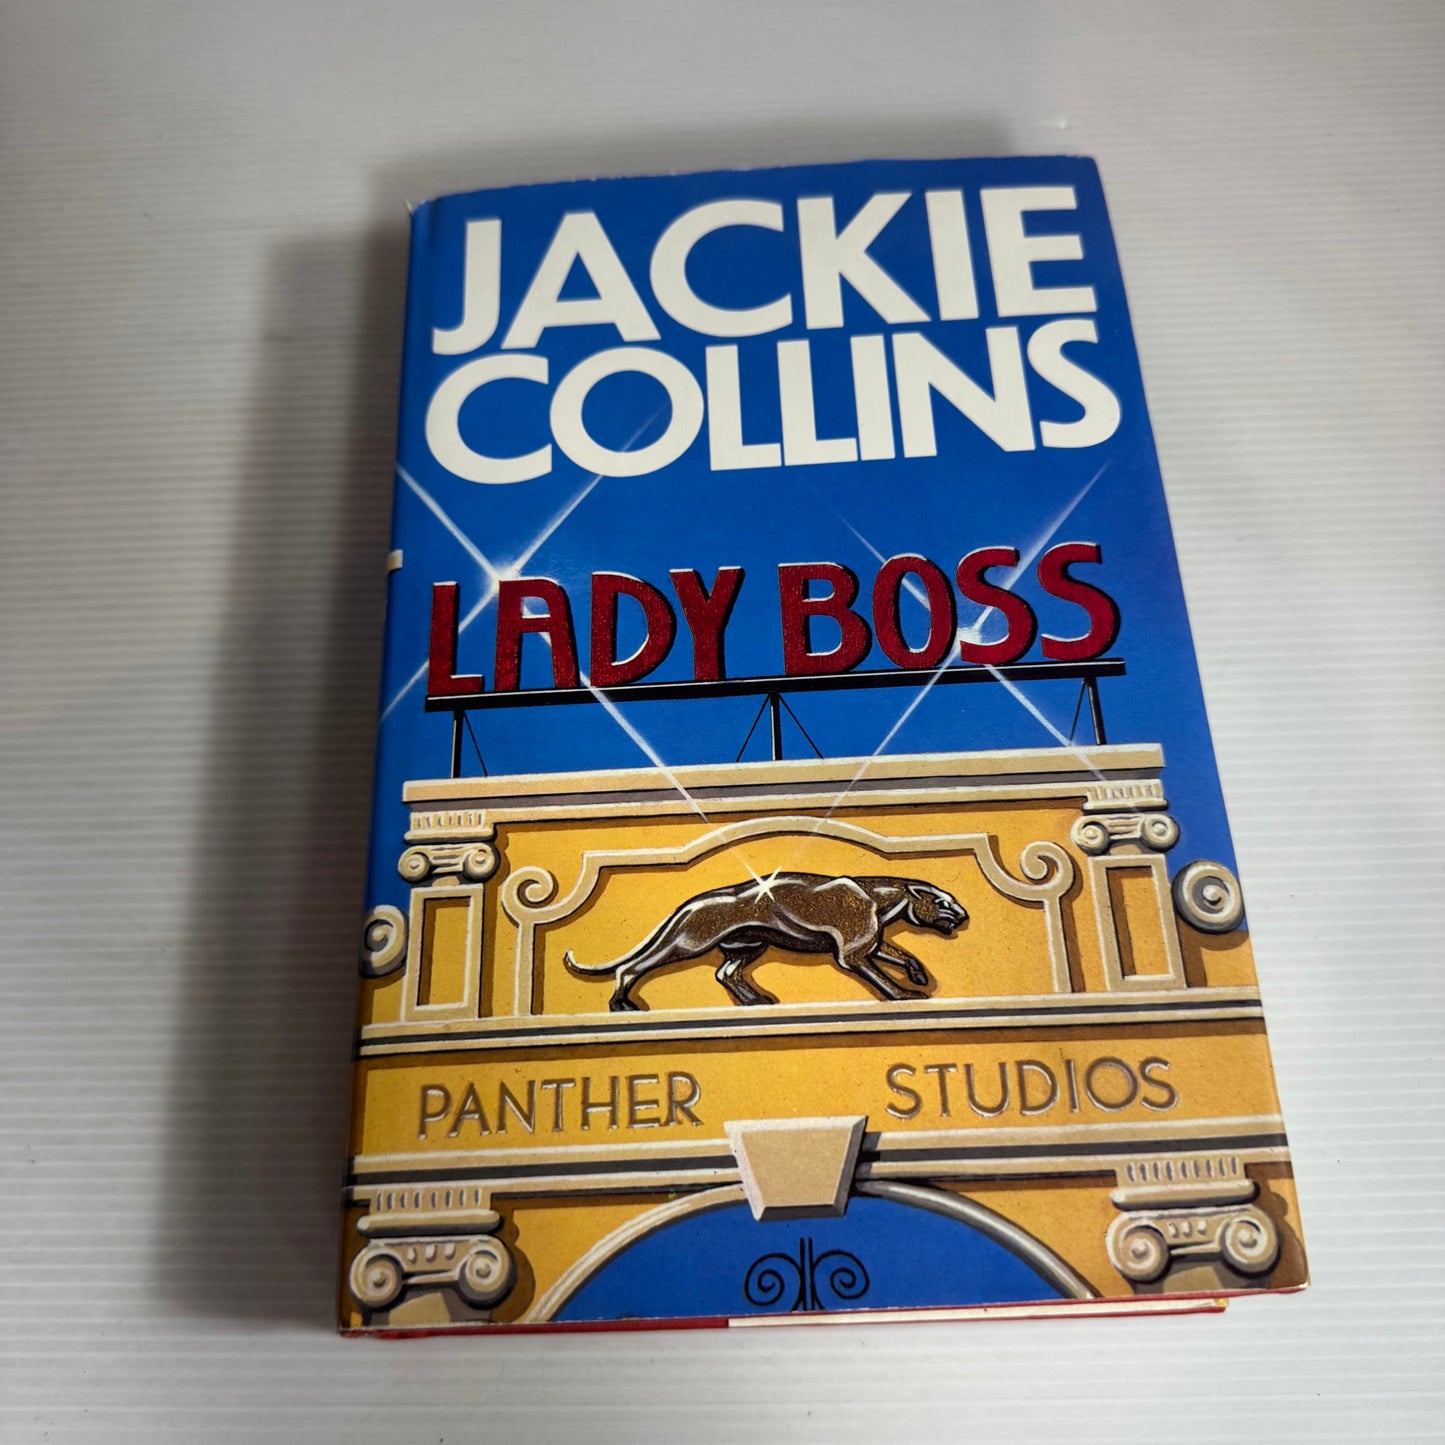 JACKIE
COLLINS
LADY BOSS
PANTHER STUDIOS